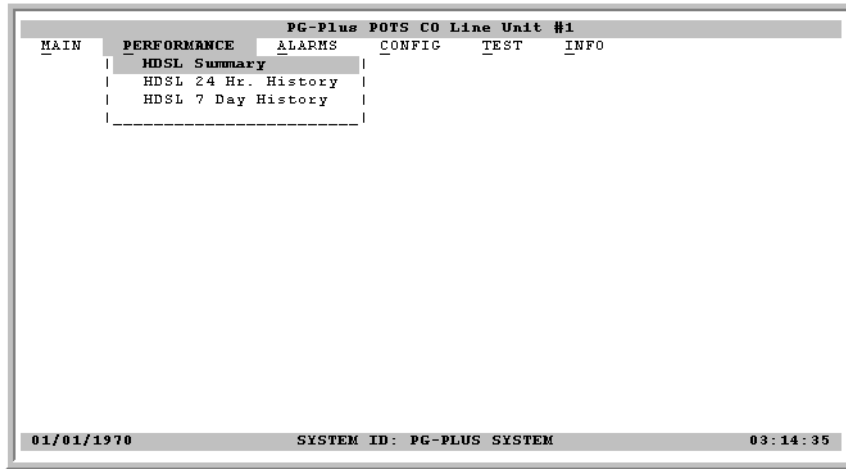 PG-Plus POTS CO Line Unit #1
MAIN PERFORMANCE ALARMS CONFIG TEST INFO
HDSL Summary
HDSL 24 Hr. History
HDSL 7 Day History
01/01/1970 SYSTEM ID: PG-PLUS SYSTEM 03:14:35